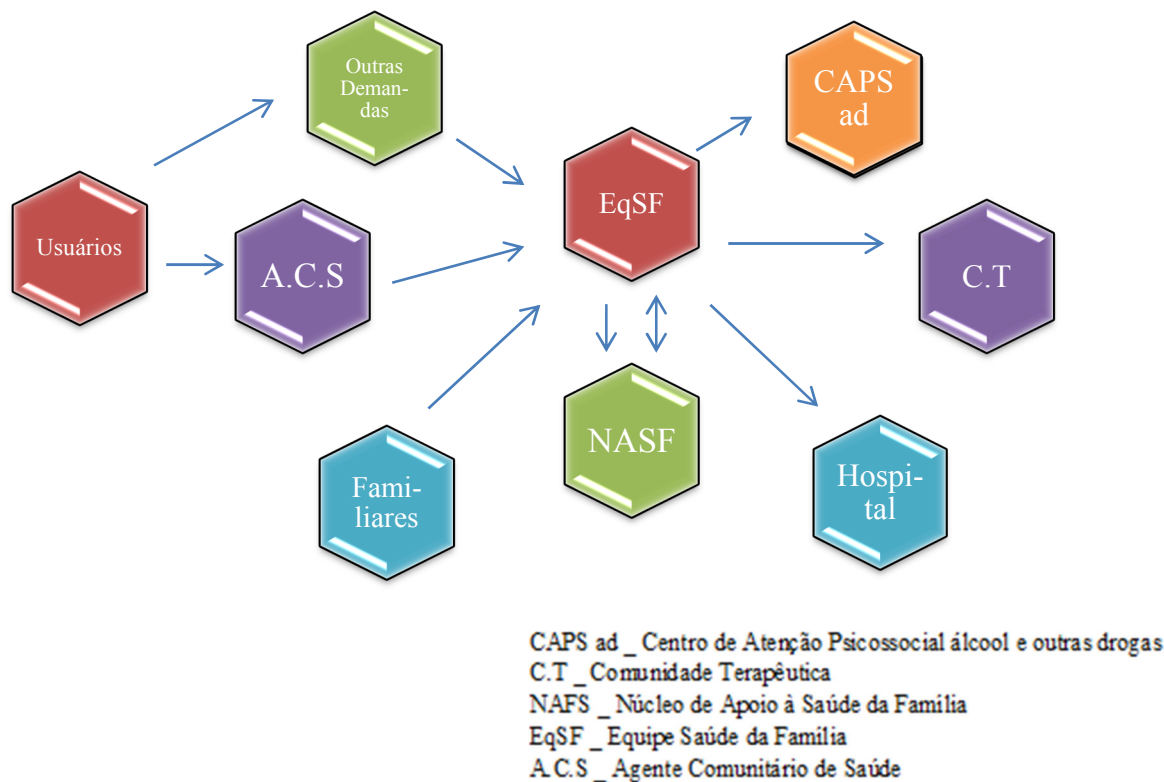 Outras
Deman-
das
CAPS
ad
EqSF
Usuários
A.C.S
C.T
NASF
Fami-
liares
Hospi-
tal
CAPS ad _ Centro de Atenção Psicossocial álcool e outras drogas
C.T _ Comunidade Terapêutica
NAFS _ Núcleo de Apoio à Saúde da Família
EqSF _ Equipe Saúde da Família
A.C.S _ Agente Comunitário de Saúde